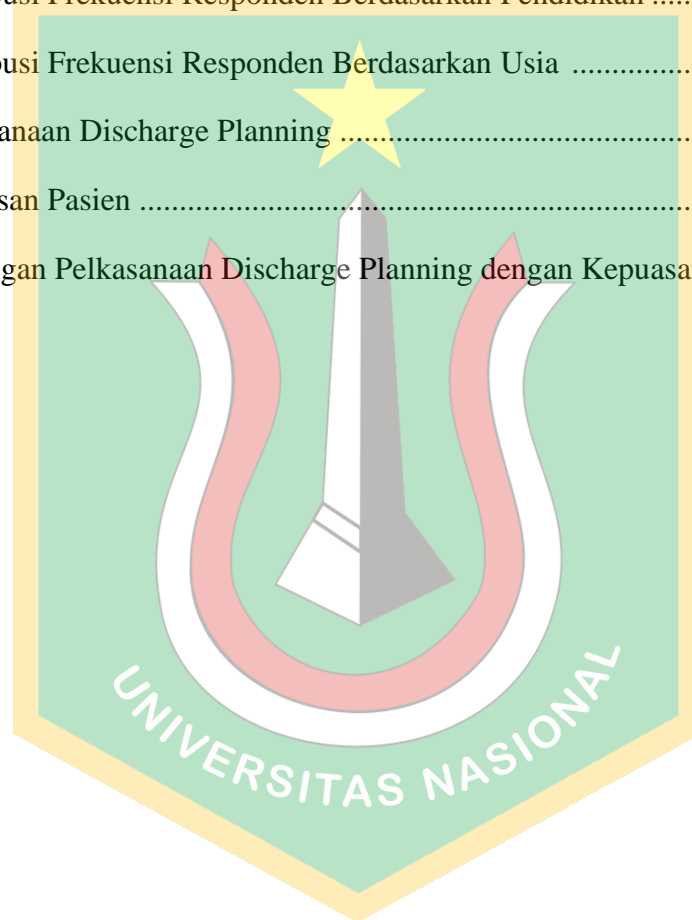 usi Frekuensi Responden Berdasarkan Pendidikan .....
busi Frekuensi Responden Berdasarkan Usia ................
anaan Discharge Planning ..............................................
san Pasien .......................................................................
gan Pelkasanaan Discharge Planning dengan Kepuasa
UNIVERSITAS NASIONAL